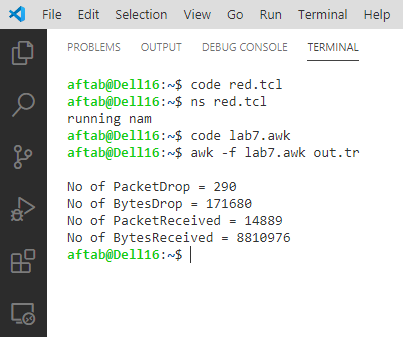 File Edit Selection View Go Run Terminal Help
PROBLEMS OUTPUT DEBUG CONSOLE TERMINAL
aftab@Dell16:~$ code red.tcl
aftab@Dell16:~$ ns red.tcl
running nam
aftab@Dell16:~$ code lab7.awk
aftab@Dell16:~$ awk -f lab7.awk out.tr
No of PacketDrop = 290
No of BytesDrop = 171680
No of PacketReceived = 14889
No of BytesReceived = 8810976
aftab@Dell16:~$